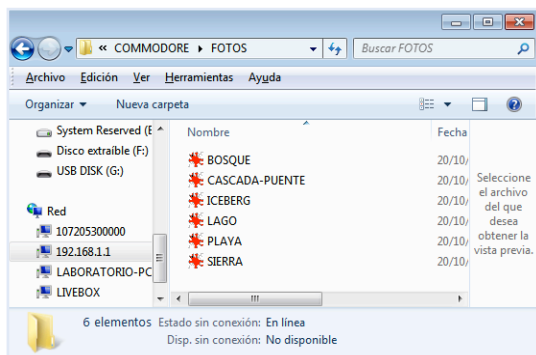 « COMMODORE ▸ FOTOS
Buscar FOTOS
Archivo Edición Ver Herramientas Ayuda
Organizar Nueva carpeta
System Reserved (E
Disco extraíble (F:)
USB DISK (G:)
Red
107205300000
192.168.1.1
LABORATORIO-PC
LIVEBOX
Nombre Fecha
BOSQUE 20/10/
CASCADA-PUENTE 20/10/
ICEBERG 20/10/
LAGO 20/10/
PLAYA 20/10/
SIERRA 20/10/
Seleccione
el archivo
del que
desea
obtener la
vista previa.
6 elementos Estado sin conexión: En línea
Disp. sin conexión: No disponible